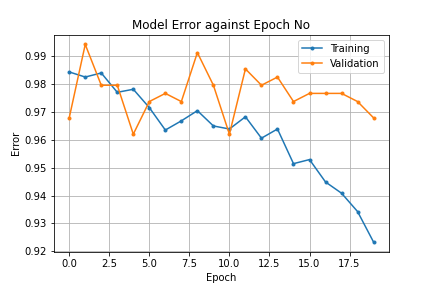 Model Error against Epoch No
Training
Validation
Error
0.99
0.98
0.97
0.96
0.95
0.94
0.93
0.92
0.0 2.5 5.0 7.5 10.0 12.5 15.0 17.5
Epoch